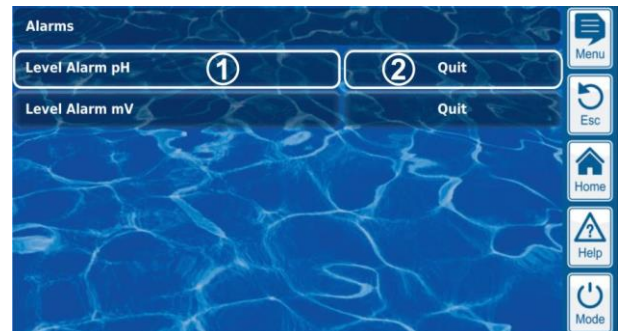 Alarms
Level Alarm pH ① ② Quit
Level Alarm mV Quit
Menu
Esc
Home
? Help
Mode